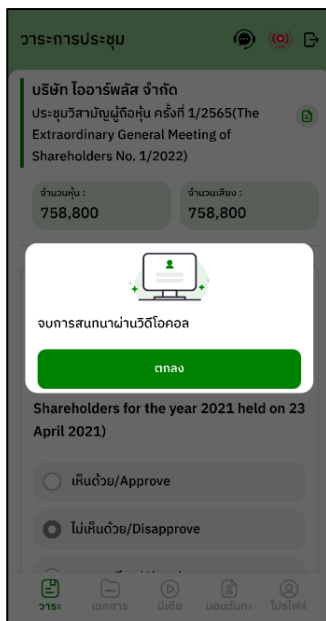 วาระการประชุม
บริษัท ไออาร์พลัส จำกัด
ประชุมวิสามัญผู้ถือหุ้น ครั้งที่ 1/2565(The
Extraordinary General Meeting of
Shareholders No. 1/2022)
จำนวนหุ้น :
758,800
จำนวนเสียง :
758,800
จบการสนทนาผ่านวิดีโอคอล
ตกลง
Shareholders for the year 2021 held on 23
April 2021)
เห็นด้วย/Approve
ไม่เห็นด้วย/Disapprove
วาระ
เอกสาร
มีเดีย
มอบฉันทะ
โปรไฟล์